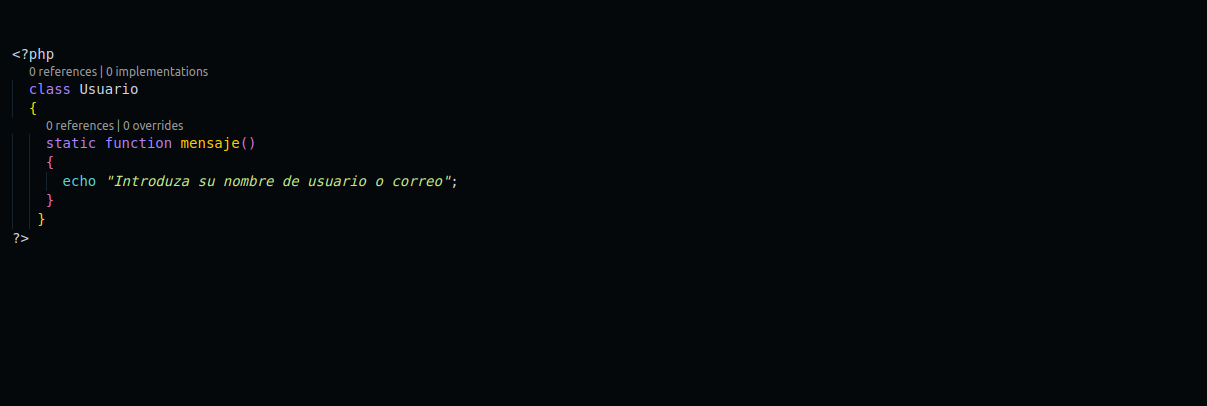 <?php
0 references | 0 implementations
class Usuario
{
0 references | 0 overrides
static function mensaje()
{
echo "Introduza su nombre de usuario o correo";
}
}
?>